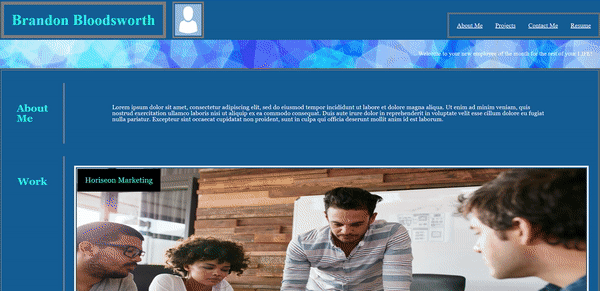 Brandon Bloodsworth
About Me Projects Contact Me Resume
Welcome to your new employee of the month for the rest of your LIFE!
About
Me
Lorem ipsum dolor sit amet, consectetur adipiscing elit, sed do eiusmod tempor incididunt ut labore et dolore magna aliqua. Ut enim ad minim veniam, quis
nostrud exercitation ullamco laboris nisi ut aliquip ex ea commodo consequat. Duis aute irure dolor in reprehenderit in voluptate velit esse cillum dolore eu fugiat
nulla pariatur. Excepteur sint occaecat cupidatat non proident, sunt in culpa qui officia deserunt mollit anim id est laborum.
Work
Horiseon Marketing